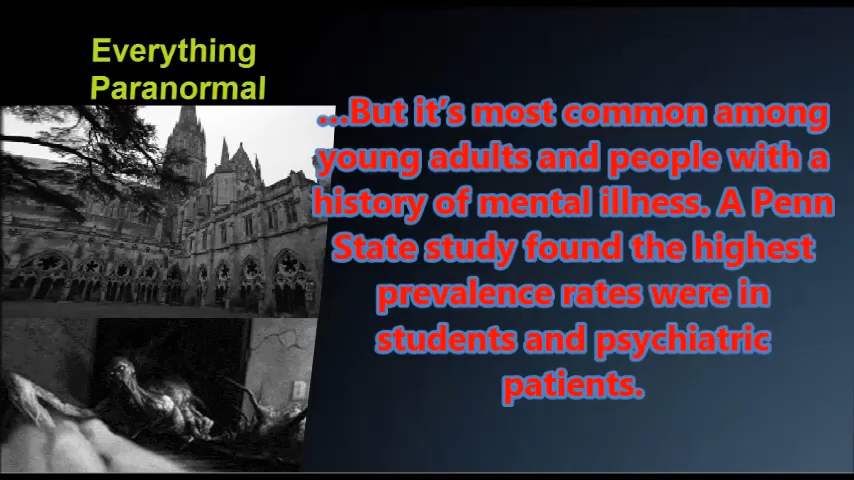 Everything
Paranormal
...But it's most common among
young adults and people with a
history of mental illness. A Penn
State study found the highest
prevalence rates were in
students and psychiatric
patients.